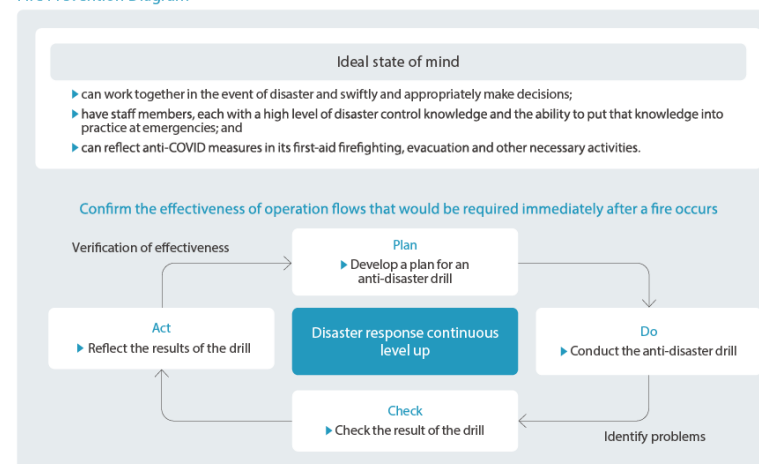 Ideal state of mind
▶ can work together in the event of disaster and swiftly and appropriately make decisions;
▶ have staff members, each with a high level of disaster control knowledge and the ability to put that knowledge into
practice at emergencies; and
▶ can reflect anti-COVID measures in its first-aid firefighting, evacuation and other necessary activities.
Confirm the effectiveness of operation flows that would be required immediately after a fire occurs
Verification of effectiveness
Plan
▶ Develop a plan for an
anti-disaster drill
Act
▶ Reflect the results of the drill
Disaster response continuous
level up
Do
▶ Conduct the anti-disaster drill
Check
▶ Check the result of the drill
Identify problems